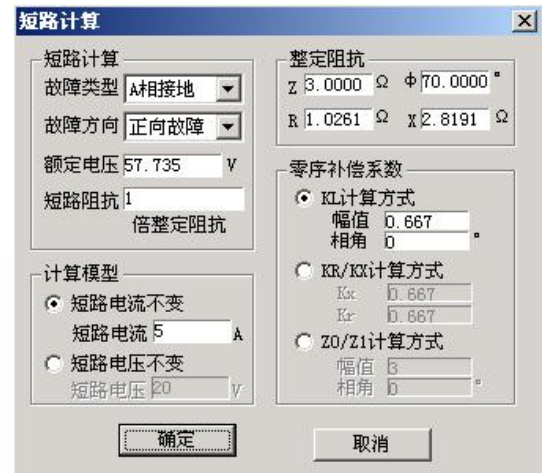 短路计算
短路计算
故障类型 A相接地
故障方向 正向故障
额定电压 57.735 V
短路阻抗 1
倍整定阻抗
计算模型
短路电流不变
短路电流 5 A
短路电压不变
短路电压 20 V
确定
整定阻抗
Z 3.0000 Ω Φ 70.0000 °
R 1.0261 Ω X 2.8191 Ω
零序补偿系数
KL计算方式
幅值 0.667
相角 0 °
KR/KX计算方式
Kx 0.667
Kr 0.667
Z0/Z1计算方式
幅值 3
相角 0 °
取消